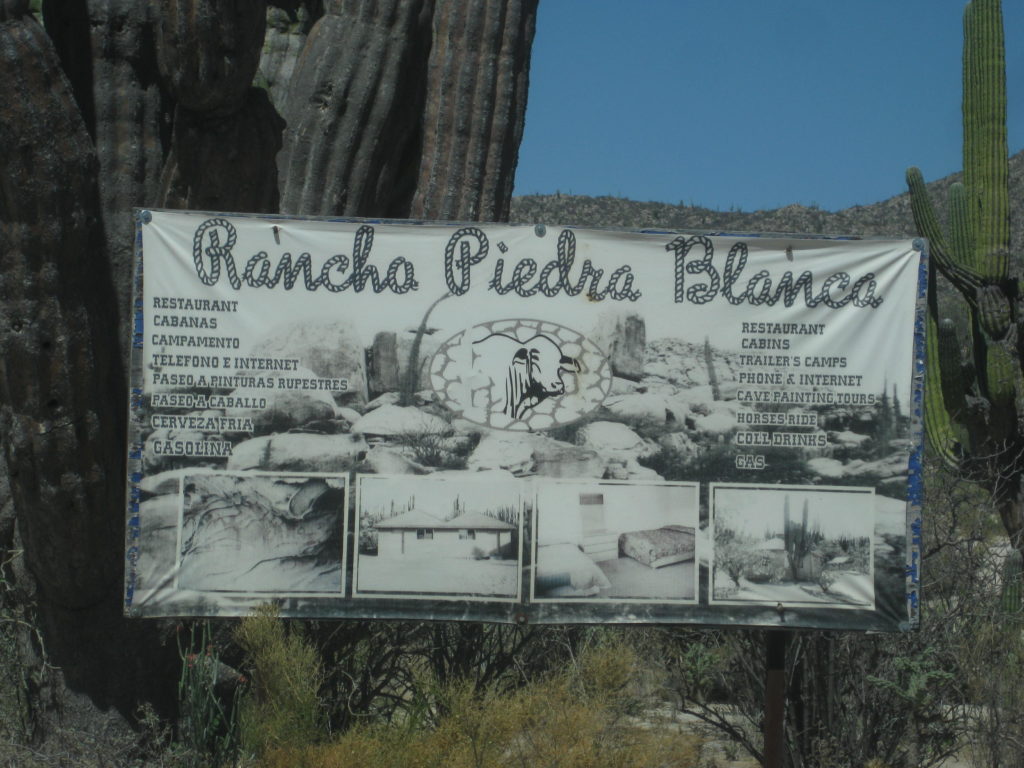 Rancho Piedra Blanca
RESTAURANT
CABANAS
CAMPAMENTO
TELEFONO E INTERNET
PASEO A PINTURAS RUPESTRES
PASEO A CABALLO
CERVEZA FRIA
GASOLINA
RESTAURANT
CABINS
TRAILER'S CAMPS
PHONE & INTERNET
CAVE PAINTING TOURS
HORSES RIDE
COLL DRINKS
GAS